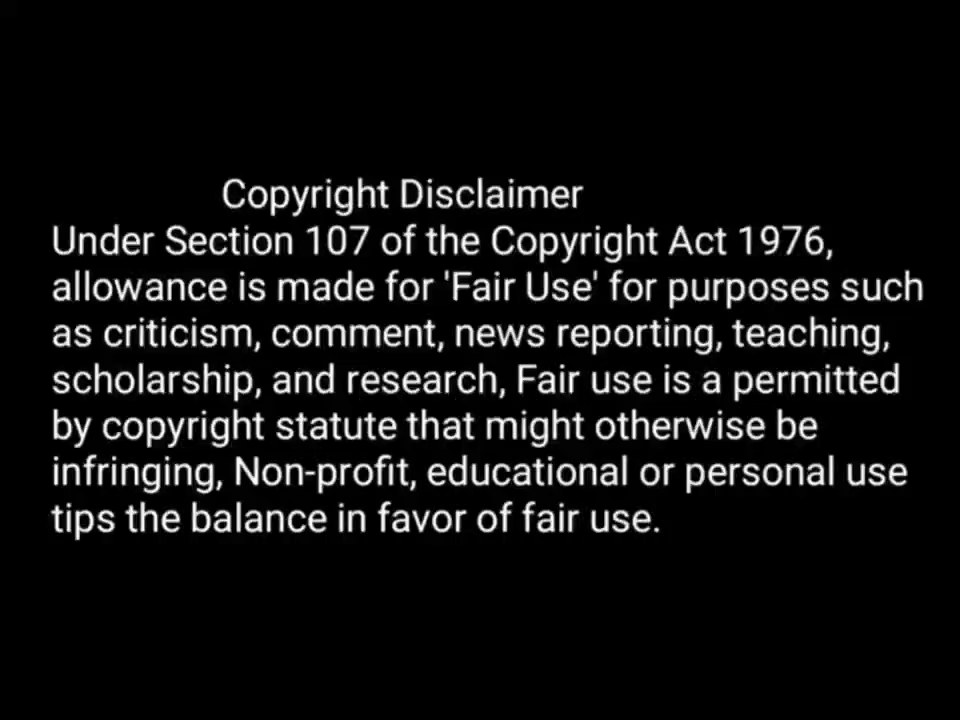 Copyright Disclaimer
Under Section 107 of the Copyright Act 1976,
allowance is made for 'Fair Use' for purposes such
as criticism, comment, news reporting, teaching,
scholarship, and research, Fair use is a permitted
by copyright statute that might otherwise be
infringing, Non-profit, educational or personal use
tips the balance in favor of fair use.